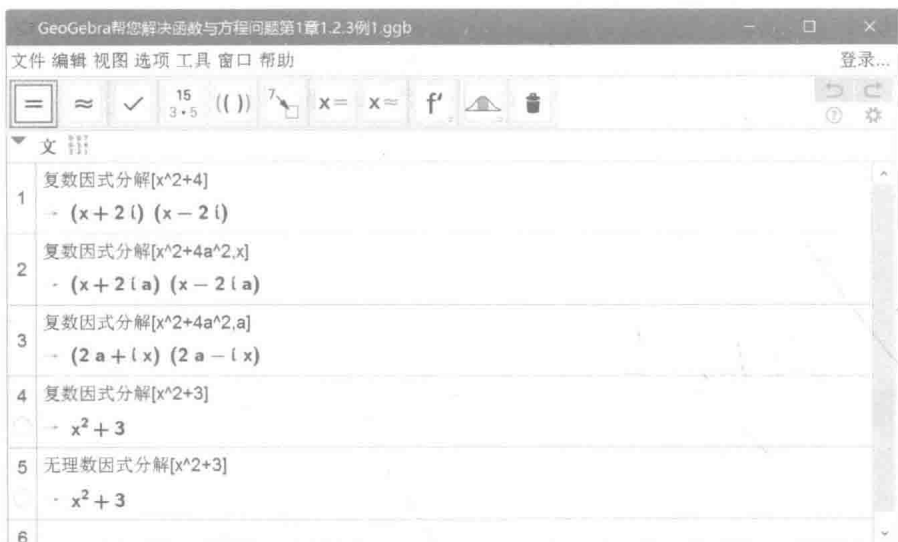 GeoGebra帮您解决函数与方程问题第1章1.2.3例1.ggb
文件 编辑 视图 选项 工具 窗口 帮助 登录...
= ≈ ✓ 15 3·5 (( )) 7 x= x≈ f′
文
1 复数因式分解[x^2+4]
→ (x + 2 i) (x − 2 i)
2 复数因式分解[x^2+4a^2,x]
→ (x + 2 i a) (x − 2 i a)
3 复数因式分解[x^2+4a^2,a]
→ (2 a + i x) (2 a − i x)
4 复数因式分解[x^2+3]
→ x² + 3
5 无理数因式分解[x^2+3]
→ x² + 3
6